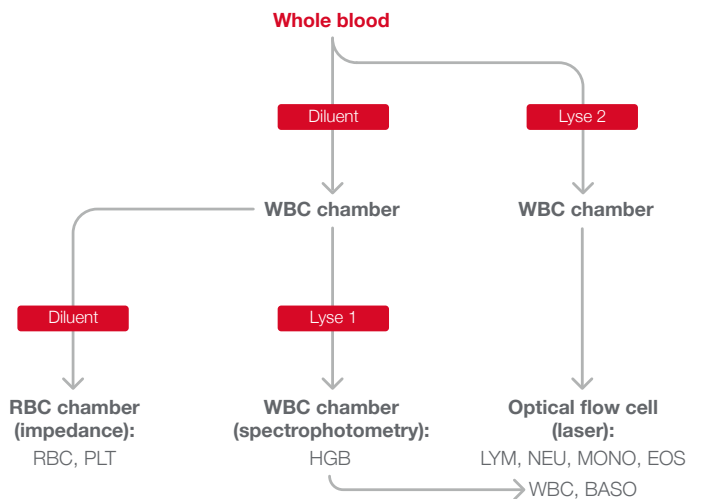 Whole blood
Diluent
Lyse 2
WBC chamber
WBC chamber
Diluent
Lyse 1
RBC chamber
(impedance):
RBC, PLT
WBC chamber
(spectrophotometry):
HGB
Optical flow cell
(laser):
LYM, NEU, MONO, EOS
WBC, BASO